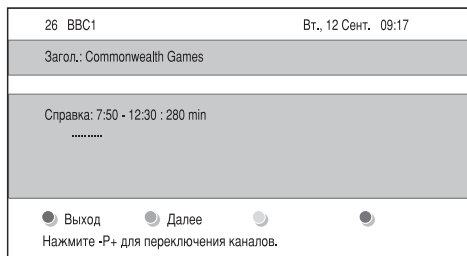 26 BBC1 Вт., 12 Сент. 09:17
Загол.: Commonwealth Games
Справка: 7:50 - 12:30 : 280 min
..........
Выход Далее
Нажмите -P+ для переключения каналов.